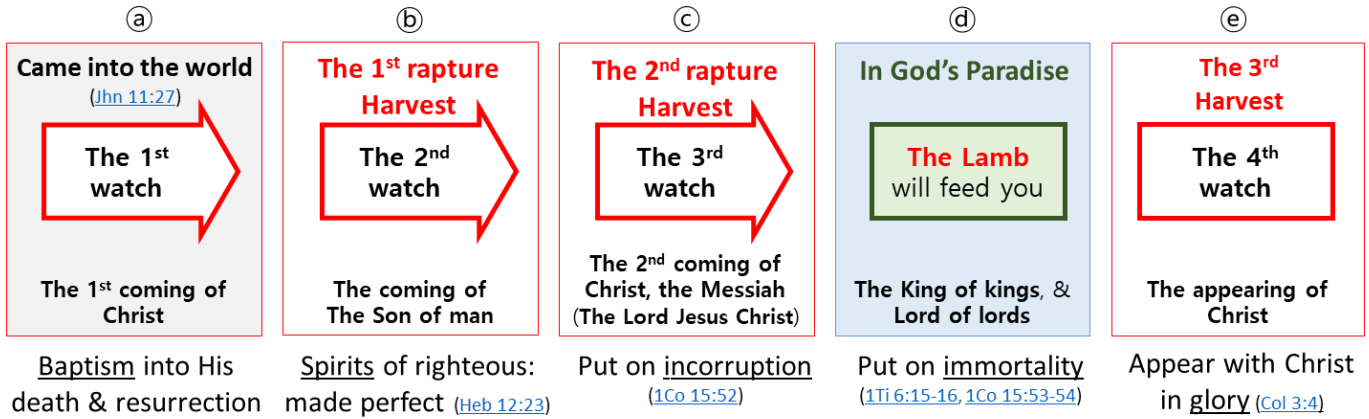 ⓐ
Came into the world
(Jhn 11:27)
The 1st
watch
The 1st coming of
Christ
Baptism into His
death & resurrection
ⓑ
The 1st rapture
Harvest
The 2nd
watch
The coming of
The Son of man
Spirits of righteous:
made perfect (Heb 12:23)
ⓒ
The 2nd rapture
Harvest
The 3rd
watch
The 2nd coming of
Christ, the Messiah
(The Lord Jesus Christ)
Put on incorruption
(1Co 15:52)
ⓓ
In God's Paradise
The Lamb
will feed you
The King of kings, &
Lord of lords
Put on immortality
(1Ti 6:15-16, 1Co 15:53-54)
ⓔ
The 3rd
Harvest
The 4th
watch
The appearing of
Christ
Appear with Christ
in glory (Col 3:4)